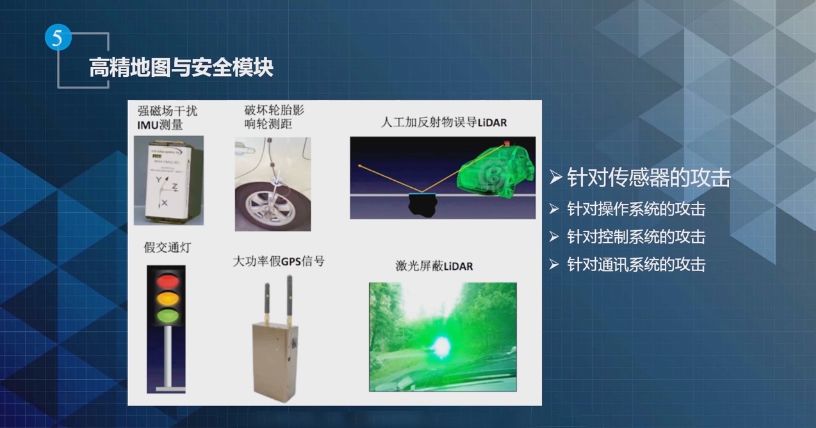 5
高精地图与安全模块
强磁场干扰
IMU测量
破坏轮胎影
响轮测距
人工加反射物误导LiDAR
假交通灯
大功率假GPS信号
激光屏蔽LiDAR
Y
Z
X
➢针对传感器的攻击
➢ 针对操作系统的攻击
➢ 针对控制系统的攻击
➢ 针对通讯系统的攻击